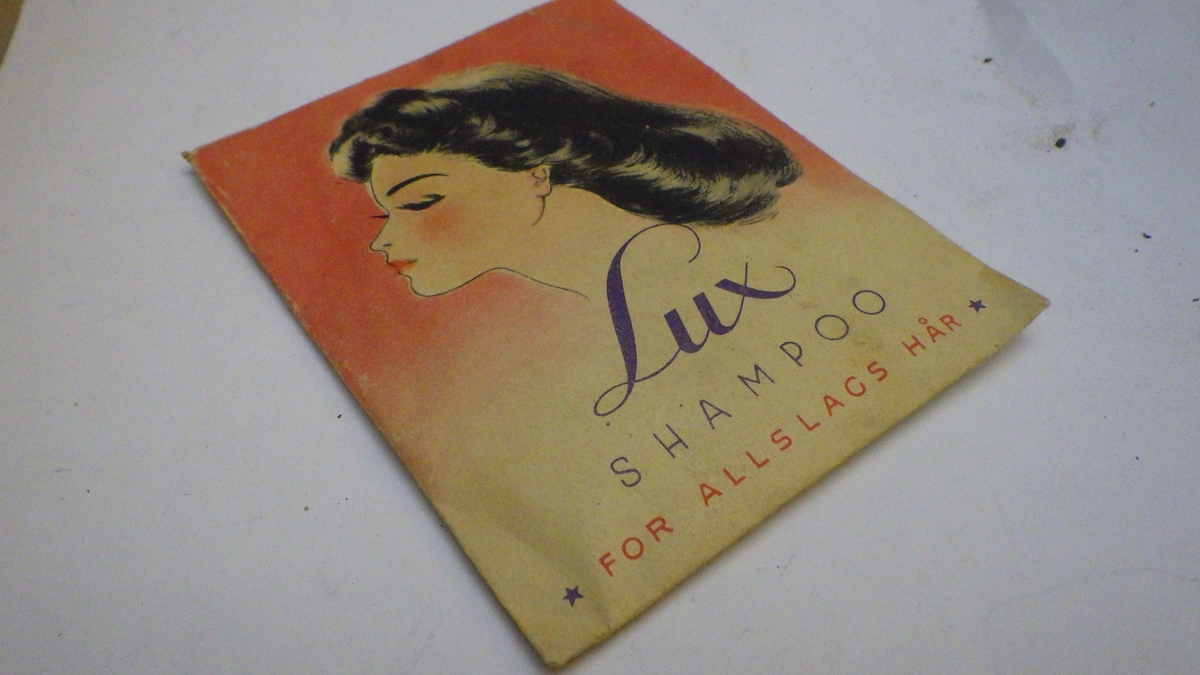 Lux
SHAMPOO
★ FOR ALLSLAGS HÅR ★